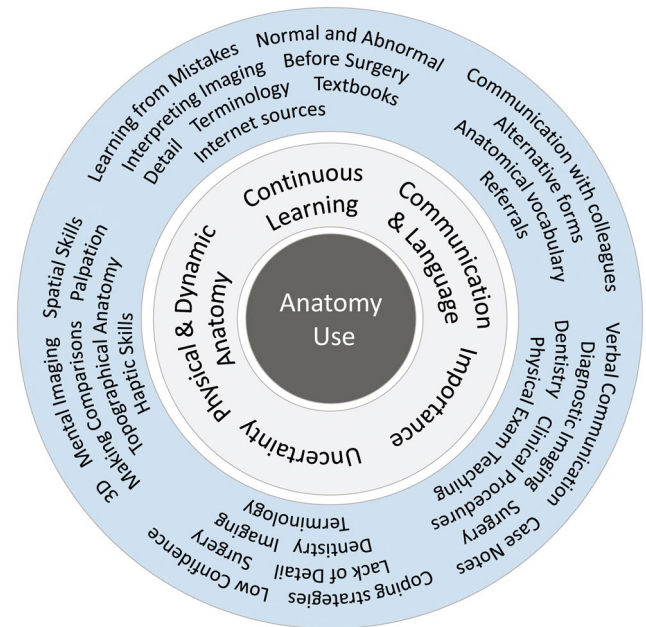 Anatomy
Use
Continuous
Learning
Communication
& Language
Importance
Uncertainty
Physical & Dynamic
Anatomy
Learning from Mistakes
Normal and Abnormal
Interpreting Imaging
Before Surgery
Detail
Terminology
Textbooks
Internet sources
Communication with colleagues
Alternative forms
Anatomical vocabulary
Referrals
Verbal Communication
Diagnostic Imaging
Dentistry
Clinical Procedures
Physical Exam Teaching
Surgery
Case Notes
Terminology
Dentistry
Imaging
Surgery
Lack of Detail
Coping strategies
Low Confidence
Spatial Skills
Palpation
3D
Mental Imaging
Making Comparisons
Topographical Anatomy
Haptic Skills